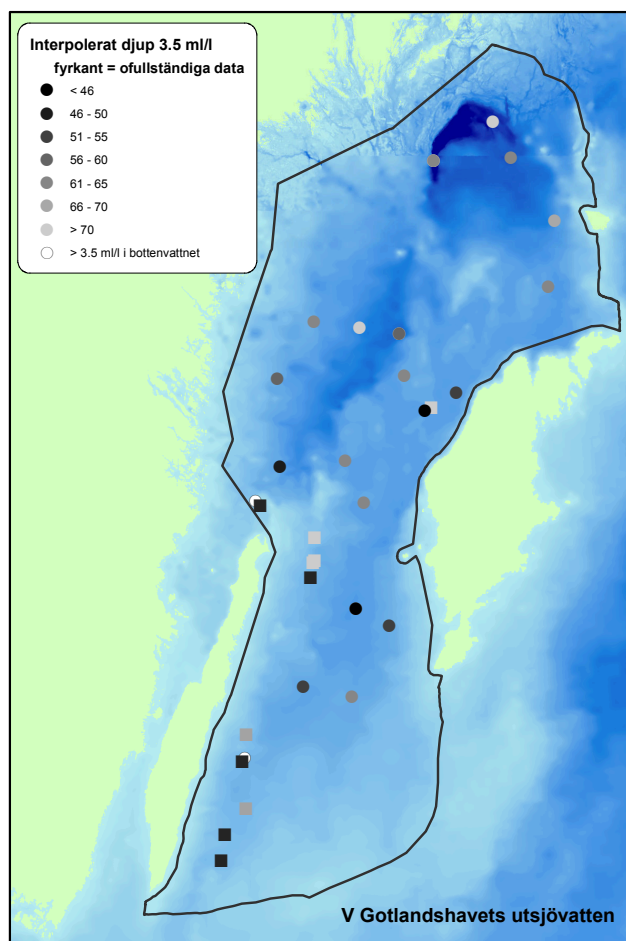 Interpolerat djup 3.5 ml/l
fyrkant = ofullständiga data
< 46
46 - 50
51 - 55
56 - 60
61 - 65
66 - 70
> 70
> 3.5 ml/l i bottenvattnet
V Gotlandshavets utsjövatten